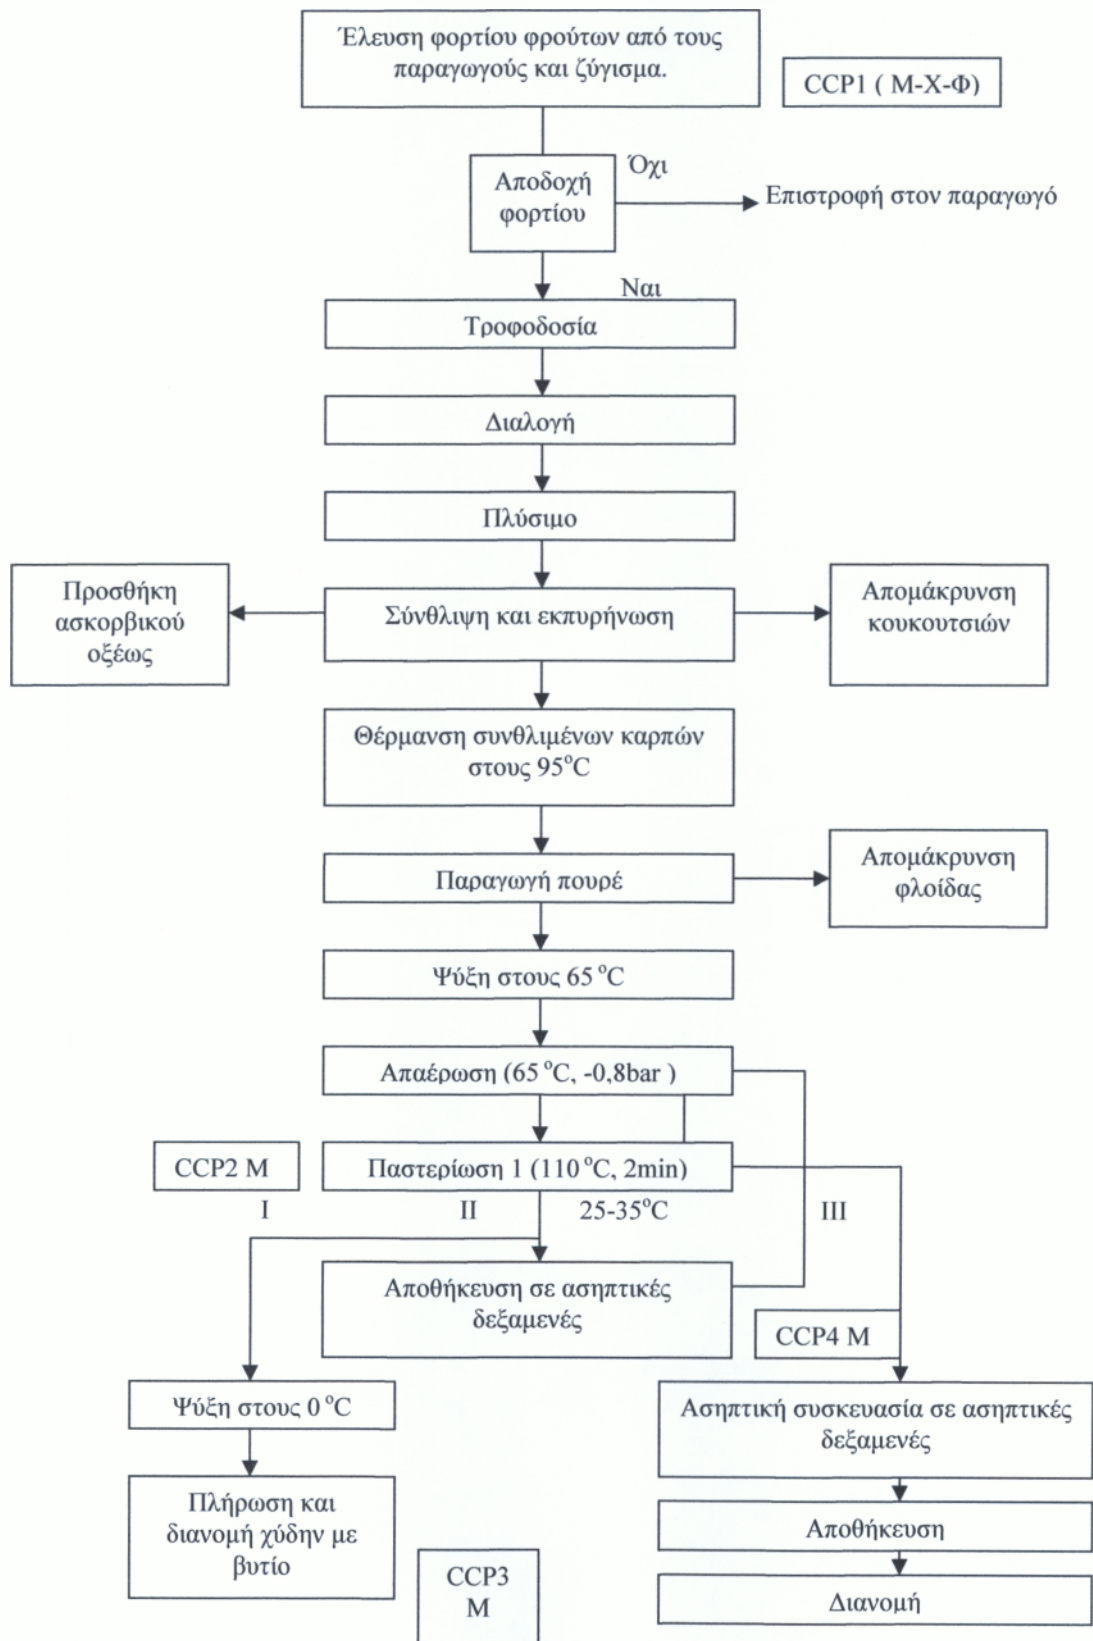 Έλευση φορτίου φρούτων από τους
παραγωγούς και ζύγισμα.
CCP1 ( Μ-Χ-Φ)
Όχι
Αποδοχή
φορτίου
Επιστροφή στον παραγωγό
Ναι
Τροφοδοσία
Διαλογή
Πλύσιμο
Προσθήκη
ασκορβικού
οξέως
Σύνθλιψη και εκπυρήνωση
Απομάκρυνση
κουκουτσιών
Θέρμανση συνθλιμένων καρπών
στους 95°C
Παραγωγή πουρέ
Απομάκρυνση
φλοίδας
Ψύξη στους 65 °C
Απαέρωση (65 °C, -0,8bar )
CCP2 M
Παστερίωση 1 (110 °C, 2min)
I II 25-35°C III
Αποθήκευση σε ασηπτικές
δεξαμενές
CCP4 M
Ψύξη στους 0 °C
Ασηπτική συσκευασία σε ασηπτικές
δεξαμενές
Πλήρωση και
διανομή χύδην με
βυτίο
Αποθήκευση
CCP3
M
Διανομή